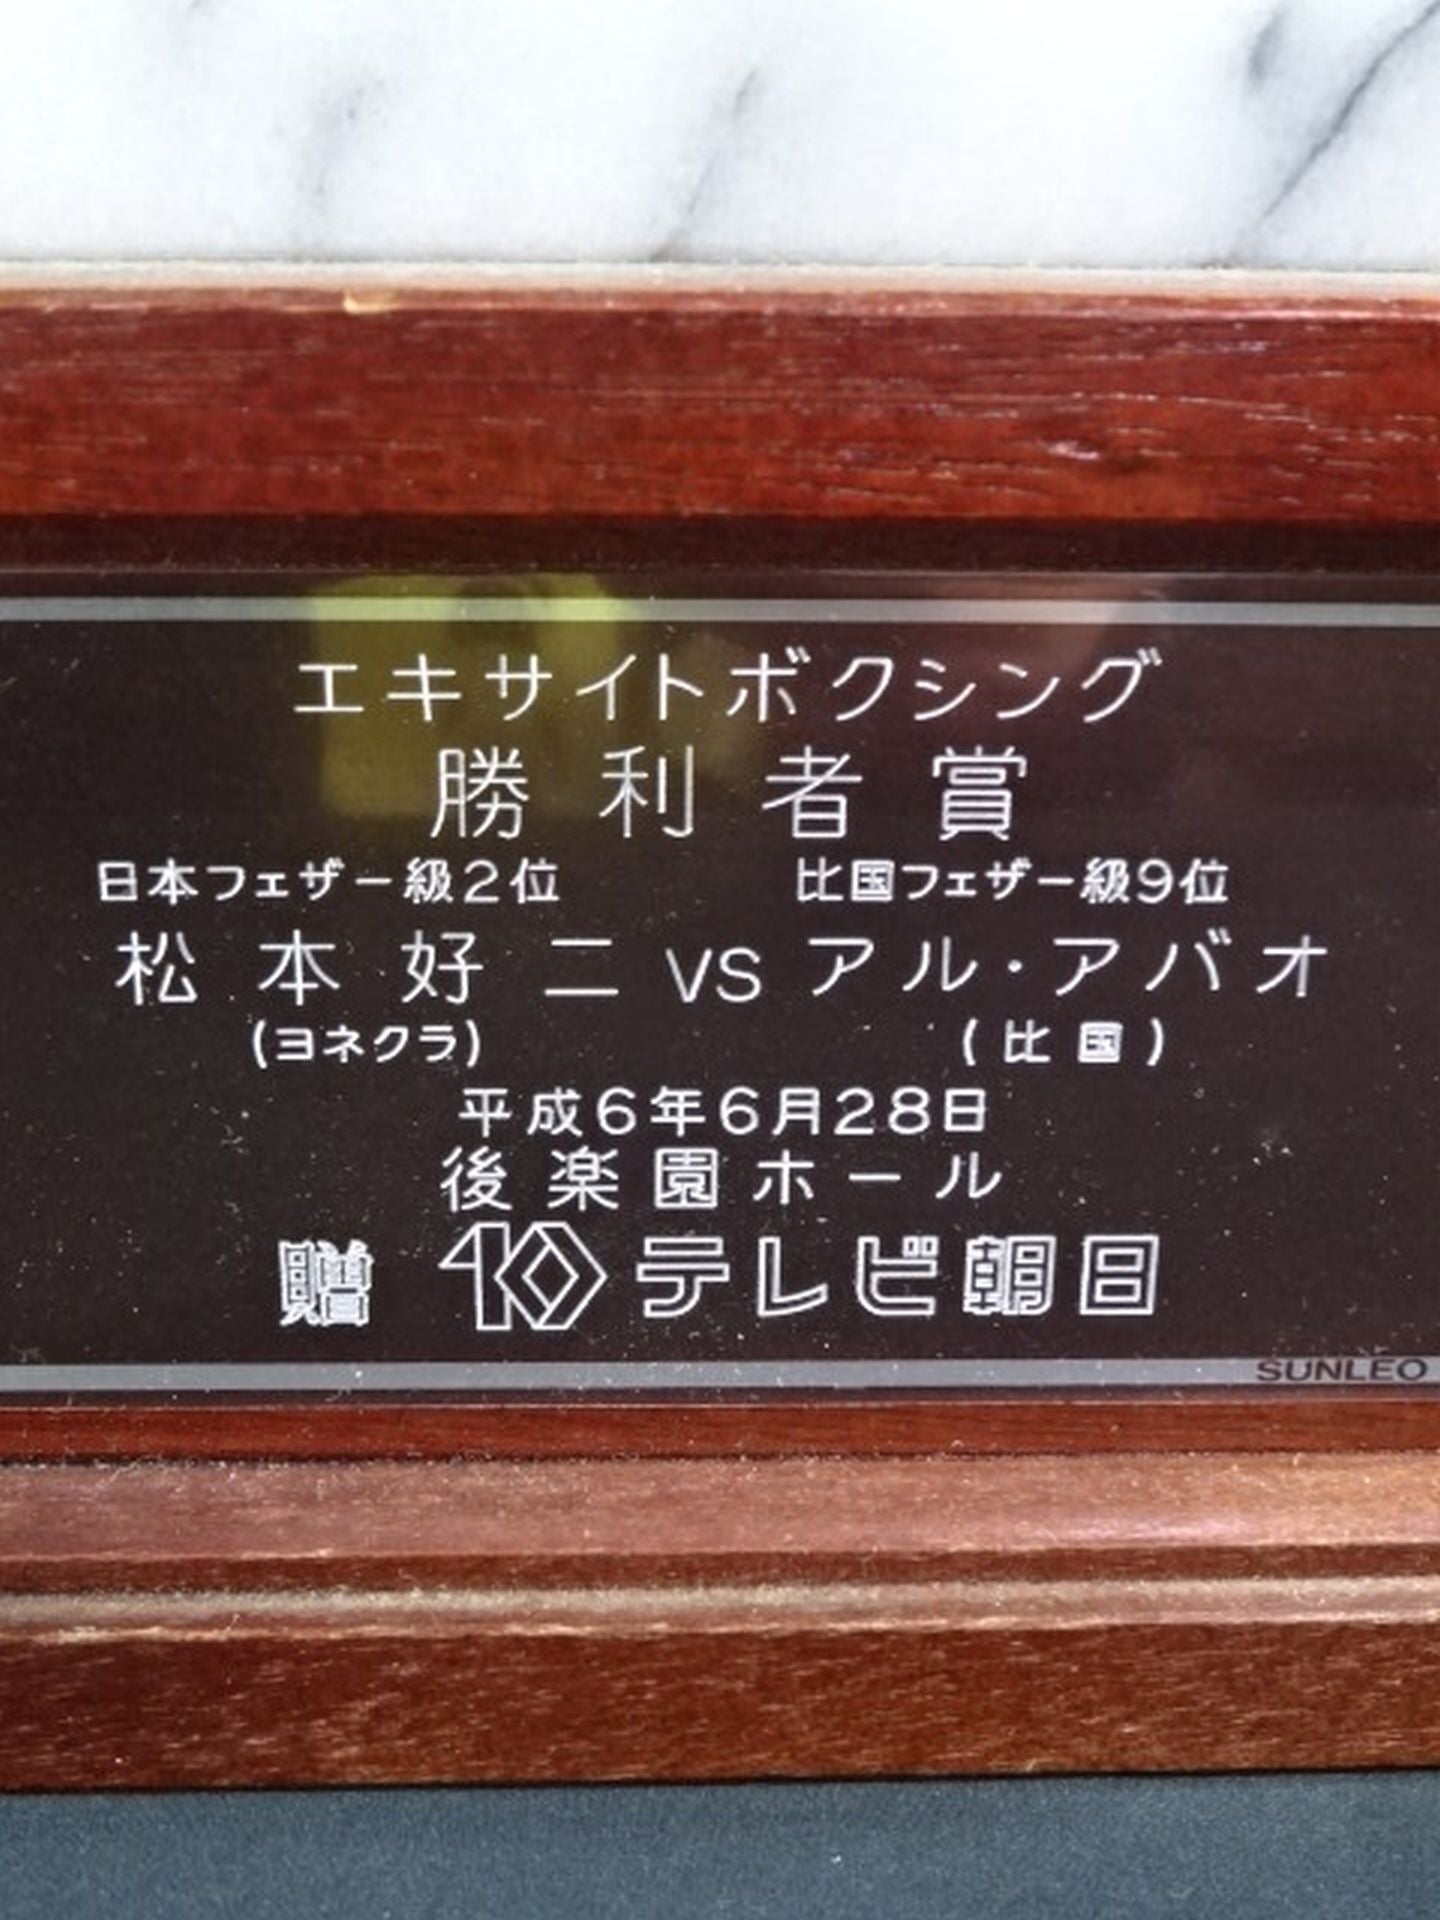 エキサイトボクシング
勝利者賞
日本フェザー級2位 比国フェザー級9位
松本好二 VS アル・アバオ
(ヨネクラ) (比国)
平成6年6月28日
後楽園ホール
贈 10 テレビ朝日
SUNLEO